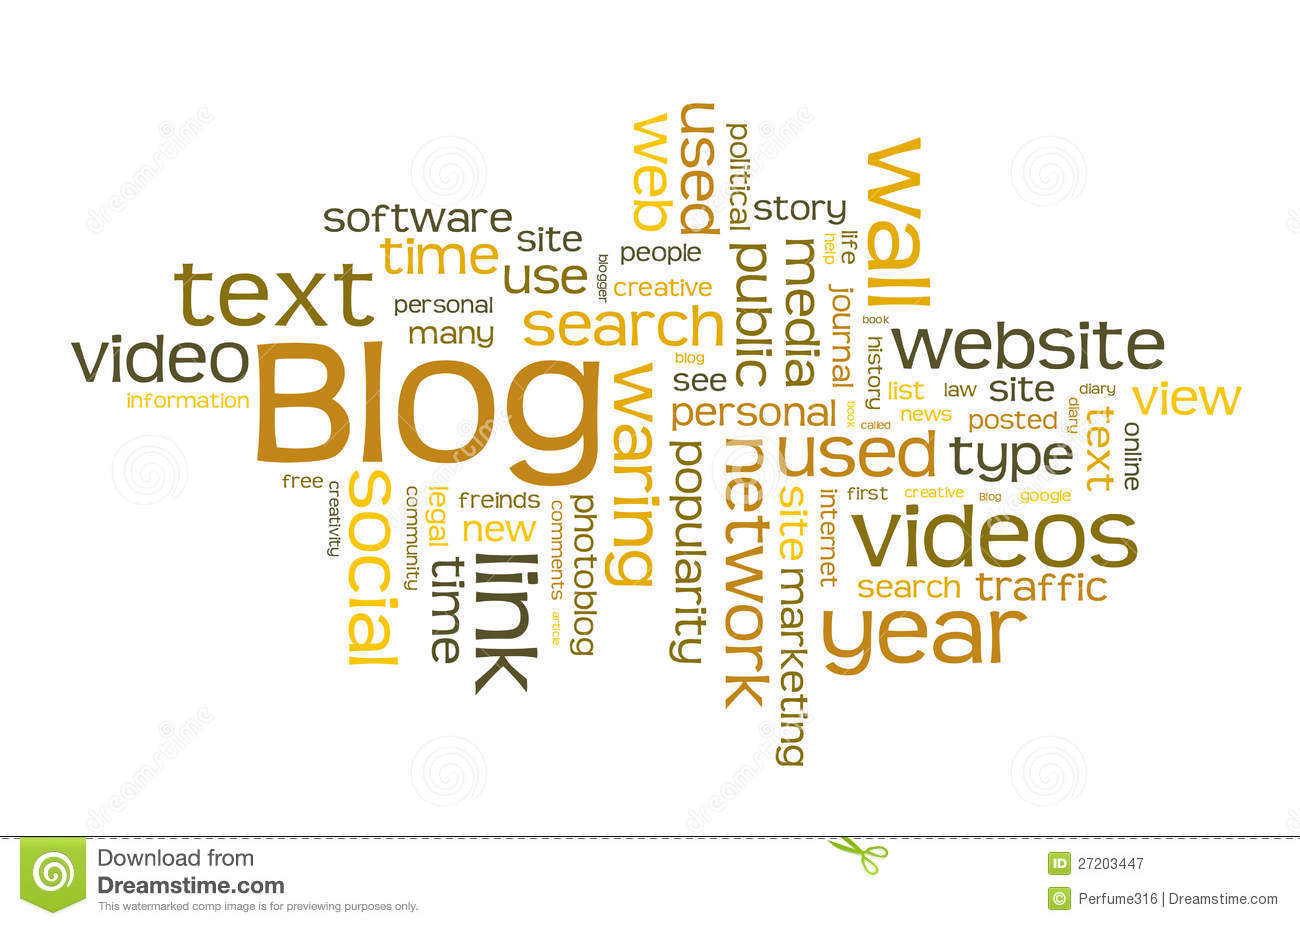 web
used
political
wall
story
software
site
time
people
life
help
use
blogger
public
media
text
creative
journal
personal
search
many
book
video
website
history
Blog
blog
see
waring
list
law
site
diary
view
information
personal
book
news
posted
diary
text
called
online
used
type
popularity
network
social
free
creativity
community
legal
freinds
photoblog
comments
site
internet
first
creative
Blog
google
new
videos
time
link
search
traffic
marketing
article
year
dreamstime
Download from
Dreamstime.com
This watermarked comp image is for previewing purposes only.
ID 27203447
© Perfume316 | Dreamstime.com